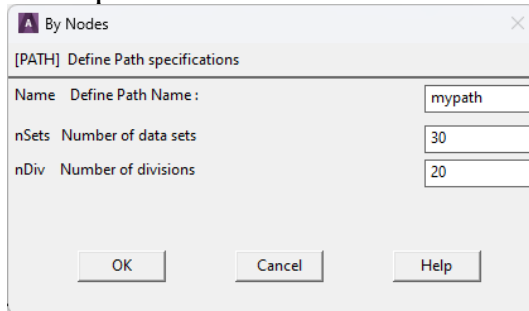 By Nodes
[PATH] Define Path specifications
Name Define Path Name :
mypath
nSets Number of data sets
30
nDiv Number of divisions
20
OK Cancel Help